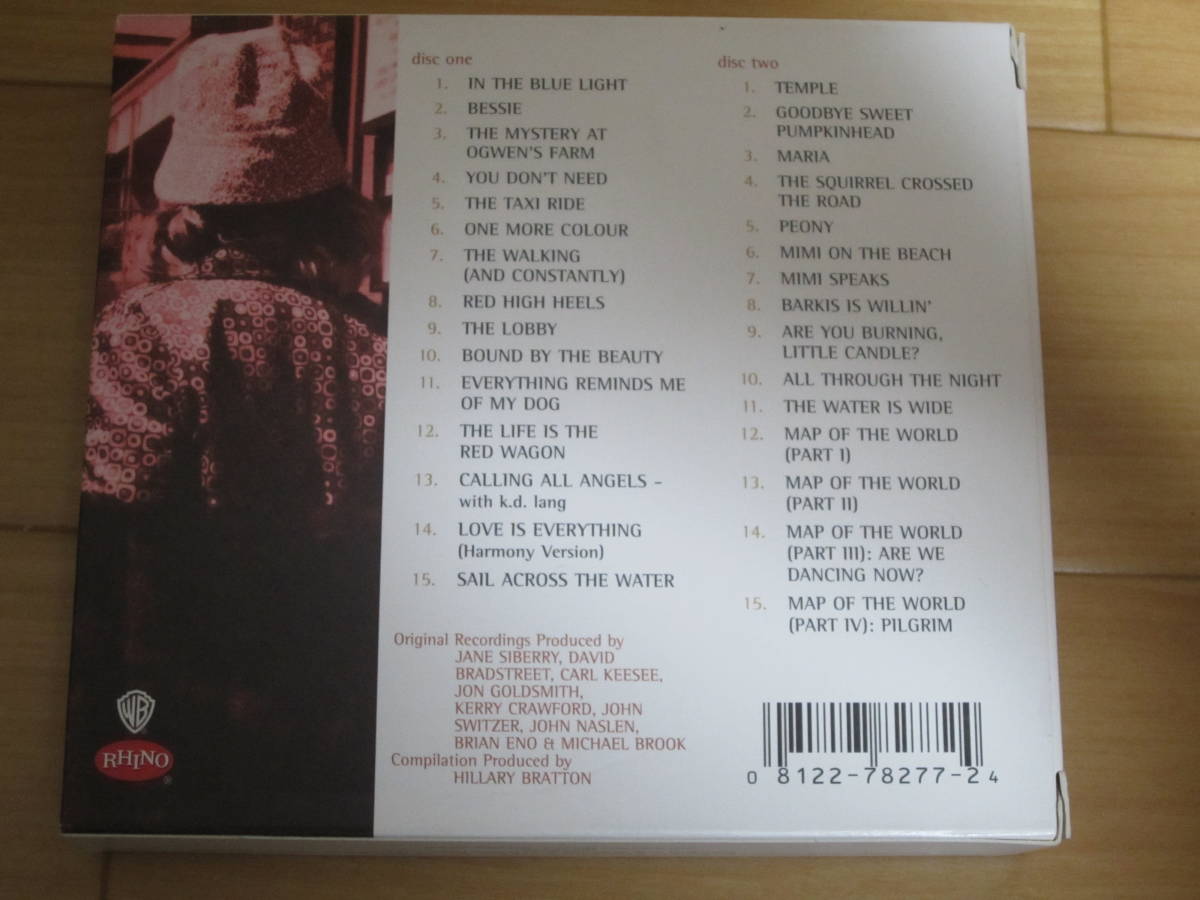 disc one
1. IN THE BLUE LIGHT
2. BESSIE
3. THE MYSTERY AT
OGWEN'S FARM
4. YOU DON'T NEED
5. THE TAXI RIDE
6. ONE MORE COLOUR
7. THE WALKING
(AND CONSTANTLY)
8. RED HIGH HEELS
9. THE LOBBY
10. BOUND BY THE BEAUTY
11. EVERYTHING REMINDS ME
OF MY DOG
12. THE LIFE IS THE
RED WAGON
13. CALLING ALL ANGELS –
with k.d. lang
14. LOVE IS EVERYTHING
(Harmony Version)
15. SAIL ACROSS THE WATER
disc two
1. TEMPLE
2. GOODBYE SWEET
PUMPKINHEAD
3. MARIA
4. THE SQUIRREL CROSSED
THE ROAD
5. PEONY
6. MIMI ON THE BEACH
7. MIMI SPEAKS
8. BARKIS IS WILLIN'
9. ARE YOU BURNING,
LITTLE CANDLE?
10. ALL THROUGH THE NIGHT
11. THE WATER IS WIDE
12. MAP OF THE WORLD
(PART I)
13. MAP OF THE WORLD
(PART II)
14. MAP OF THE WORLD
(PART III): ARE WE
DANCING NOW?
15. MAP OF THE WORLD
(PART IV): PILGRIM
Original Recordings Produced by
JANE SIBERRY, DAVID
BRADSTREET, CARL KEESEE,
JON GOLDSMITH,
KERRY CRAWFORD, JOHN
SWITZER, JOHN NASLEN,
BRIAN ENO & MICHAEL BROOK
Compilation Produced by
HILLARY BRATTON
WB
RHINO®
0 8122-78277-2 4